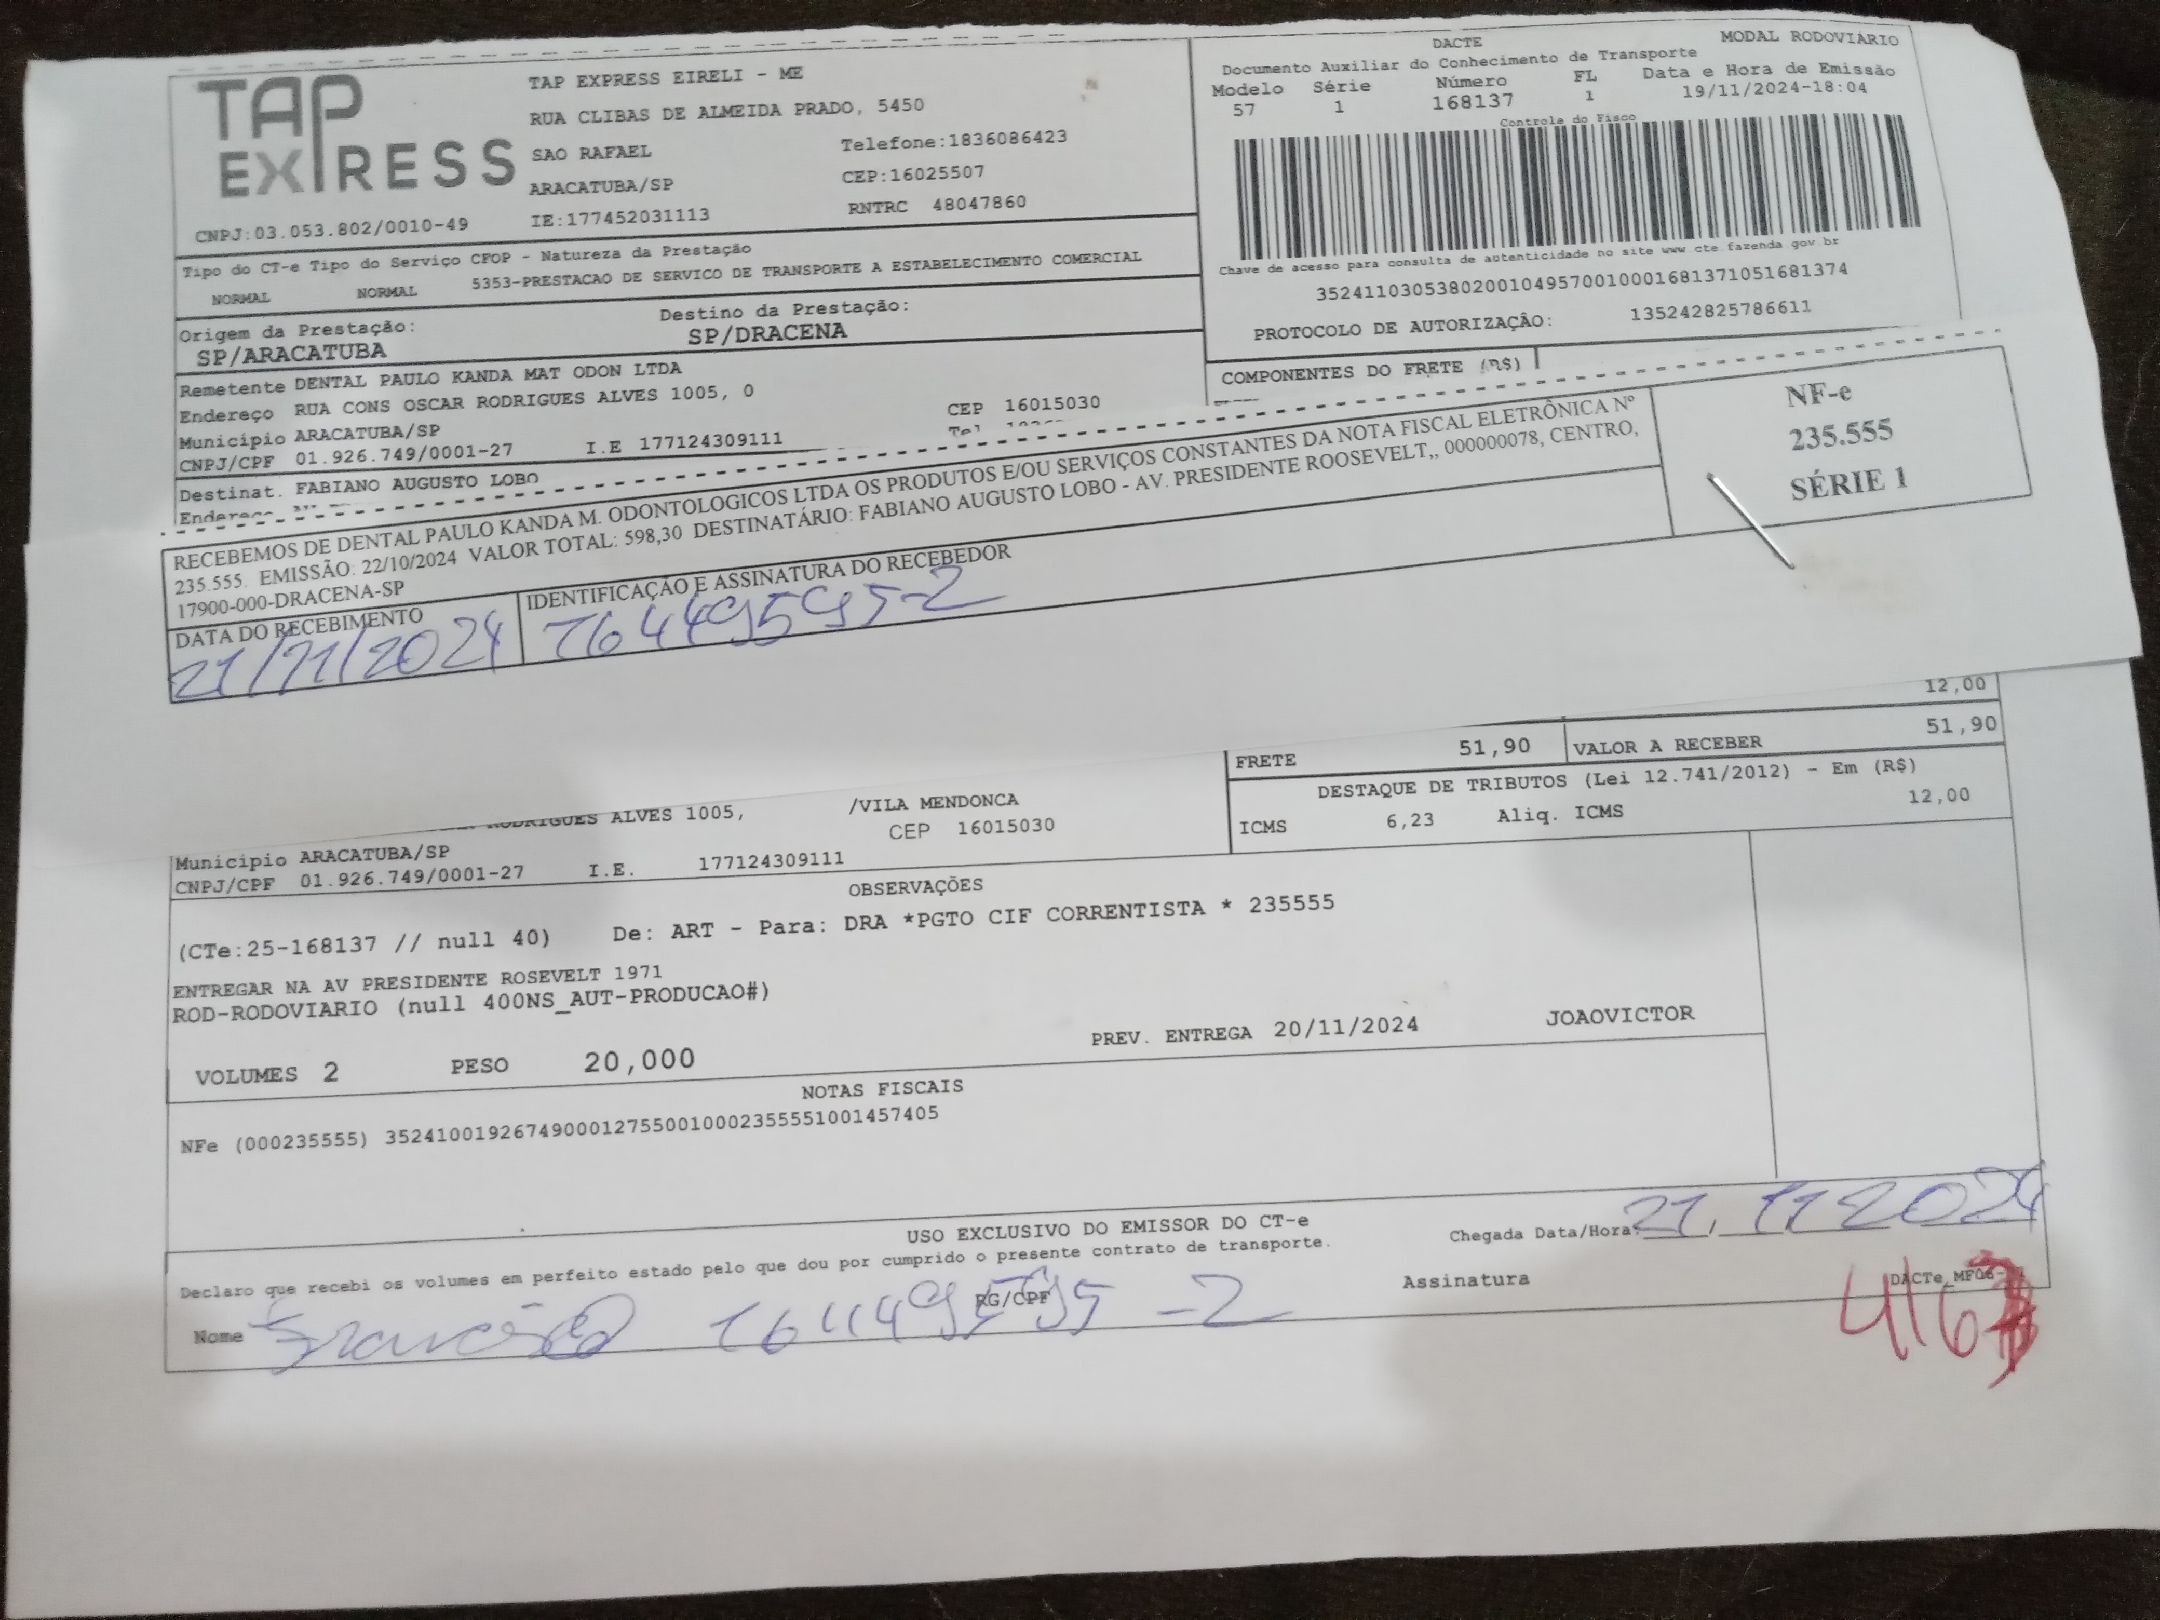 TAP EXPRESS
TAP EXPRESS EIRELI - ME
RUA CLIBAS DE ALMEIDA PRADO, 5450
SAO RAFAEL Telefone:1836086423
ARACATUBA/SP CEP:16025507
CNPJ:03.053.802/0010-49 IE:177452031113 RNTRC 48047860
DACTE MODAL RODOVIÁRIO
Documento Auxiliar do Conhecimento de Transporte
Modelo Série Número FL Data e Hora de Emissão
57 1 168137 1 19/11/2024-18:04
Controle do Fisco
Chave de acesso para consulta de autenticidade no site www cte fazenda gov br
35241103053802001049570010001681371051681374
PROTOCOLO DE AUTORIZAÇÃO: 135242825786611
COMPONENTES DO FRETE (R$)
Tipo do CT-e Tipo do Serviço CFOP - Natureza da Prestação
NORMAL NORMAL 5353-PRESTACAO DE SERVICO DE TRANSPORTE A ESTABELECIMENTO COMERCIAL
Origem da Prestação: Destino da Prestação:
SP/ARACATUBA SP/DRACENA
Remetente DENTAL PAULO KANDA MAT ODON LTDA
Endereço RUA CONS OSCAR RODRIGUES ALVES 1005, 0
Município ARACATUBA/SP CEP 16015030
CNPJ/CPF 01.926.749/0001-27 I.E 177124309111 Tel
Destinat. FABIANO AUGUSTO LOBO
RECEBEMOS DE DENTAL PAULO KANDA M. ODONTOLOGICOS LTDA OS PRODUTOS E/OU SERVIÇOS CONSTANTES DA NOTA FISCAL ELETRÔNICA Nº
235.555. EMISSÃO: 22/10/2024 VALOR TOTAL: 598,30 DESTINATÁRIO: FABIANO AUGUSTO LOBO - AV. PRESIDENTE ROOSEVELT,, 000000078, CENTRO,
17900-000-DRACENA-SP
NF-e
235.555
SÉRIE 1
DATA DO RECEBIMENTO IDENTIFICAÇÃO E ASSINATURA DO RECEBEDOR
21/11/2024 16449595-2
12,00
FRETE 51,90 VALOR A RECEBER 51,90
DESTAQUE DE TRIBUTOS (Lei 12.741/2012) - Em (R$)
ICMS 6,23 Aliq. ICMS 12,00
RODRIGUES ALVES 1005, /VILA MENDONCA
Municipio ARACATUBA/SP CEP 16015030
CNPJ/CPF 01.926.749/0001-27 I.E. 177124309111
OBSERVAÇÕES
(CTe:25-168137 // null 40) De: ART - Para: DRA *PGTO CIF CORRENTISTA * 235555
ENTREGAR NA AV PRESIDENTE ROSEVELT 1971
ROD-RODOVIARIO (null 400NS_AUT-PRODUCAO#)
VOLUMES 2 PESO 20,000 PREV. ENTREGA 20/11/2024 JOAOVICTOR
NOTAS FISCAIS
NFe (000235555) 35241001926749000127550010002355551001457405
USO EXCLUSIVO DO EMISSOR DO CT-e
Declaro que recebi os volumes em perfeito estado pelo que dou por cumprido o presente contrato de transporte.
Chegada Data/Hora: 21/11 2024
Nome RG/CPF 16449595-2 Assinatura